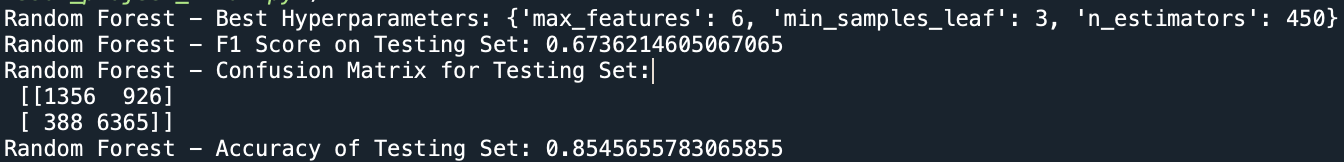 Random Forest – Best Hyperparameters: {'max_features': 6, 'min_samples_leaf': 3, 'n_estimators': 450}
Random Forest – F1 Score on Testing Set: 0.6736214605067065
Random Forest – Confusion Matrix for Testing Set:
[[1356 926]
[ 388 6365]]
Random Forest – Accuracy of Testing Set: 0.8545655783065855